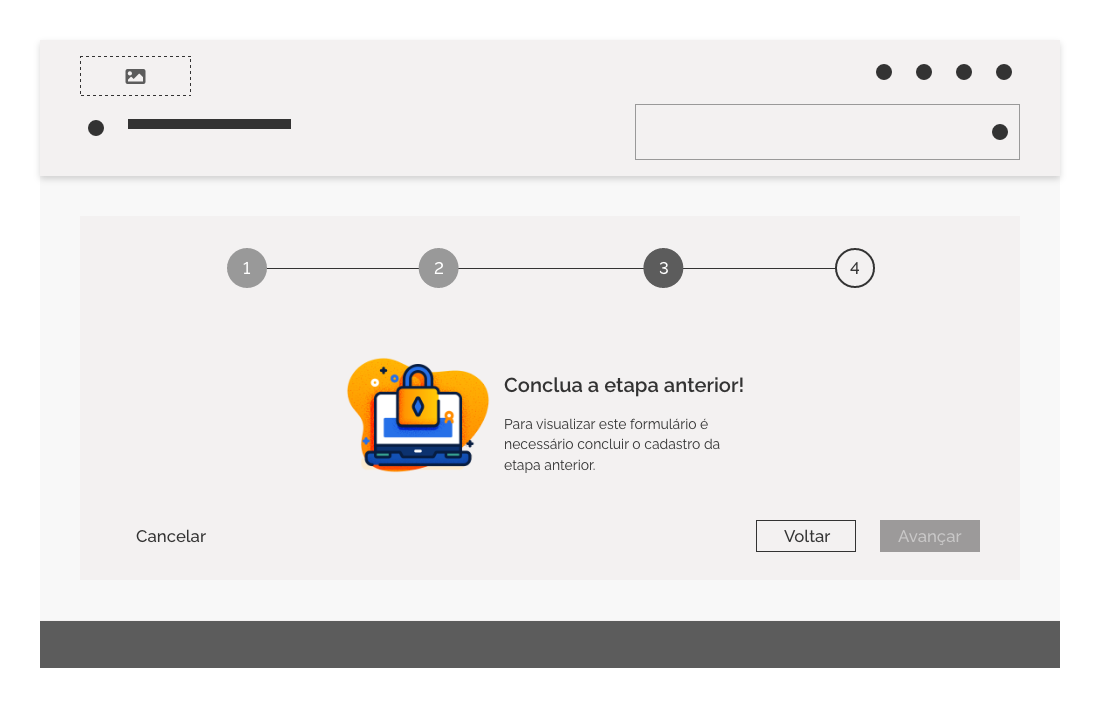 1 2 3 4
Conclua a etapa anterior!
Para visualizar este formulário é
necessário concluir o cadastro da
etapa anterior.
Cancelar Voltar Avançar